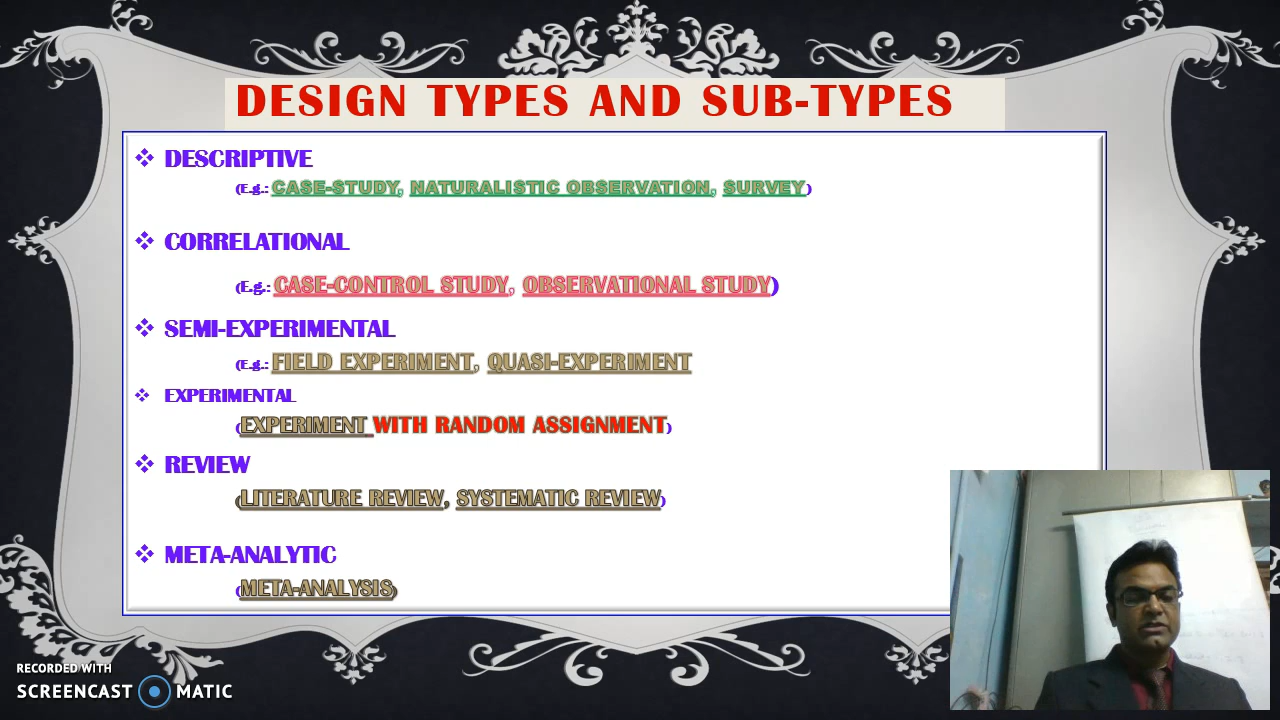 DESIGN TYPES AND SUB-TYPES
❖ DESCRIPTIVE
(E.g.: CASE-STUDY, NATURALISTIC OBSERVATION, SURVEY)
❖ CORRELATIONAL
(E.g.: CASE-CONTROL STUDY, OBSERVATIONAL STUDY)
❖ SEMI-EXPERIMENTAL
(E.g.: FIELD EXPERIMENT, QUASI-EXPERIMENT
❖ EXPERIMENTAL
(EXPERIMENT WITH RANDOM ASSIGNMENT)
❖ REVIEW
(LITERATURE REVIEW, SYSTEMATIC REVIEW)
❖ META-ANALYTIC
(META-ANALYSIS)
RECORDED WITH
SCREENCAST MATIC